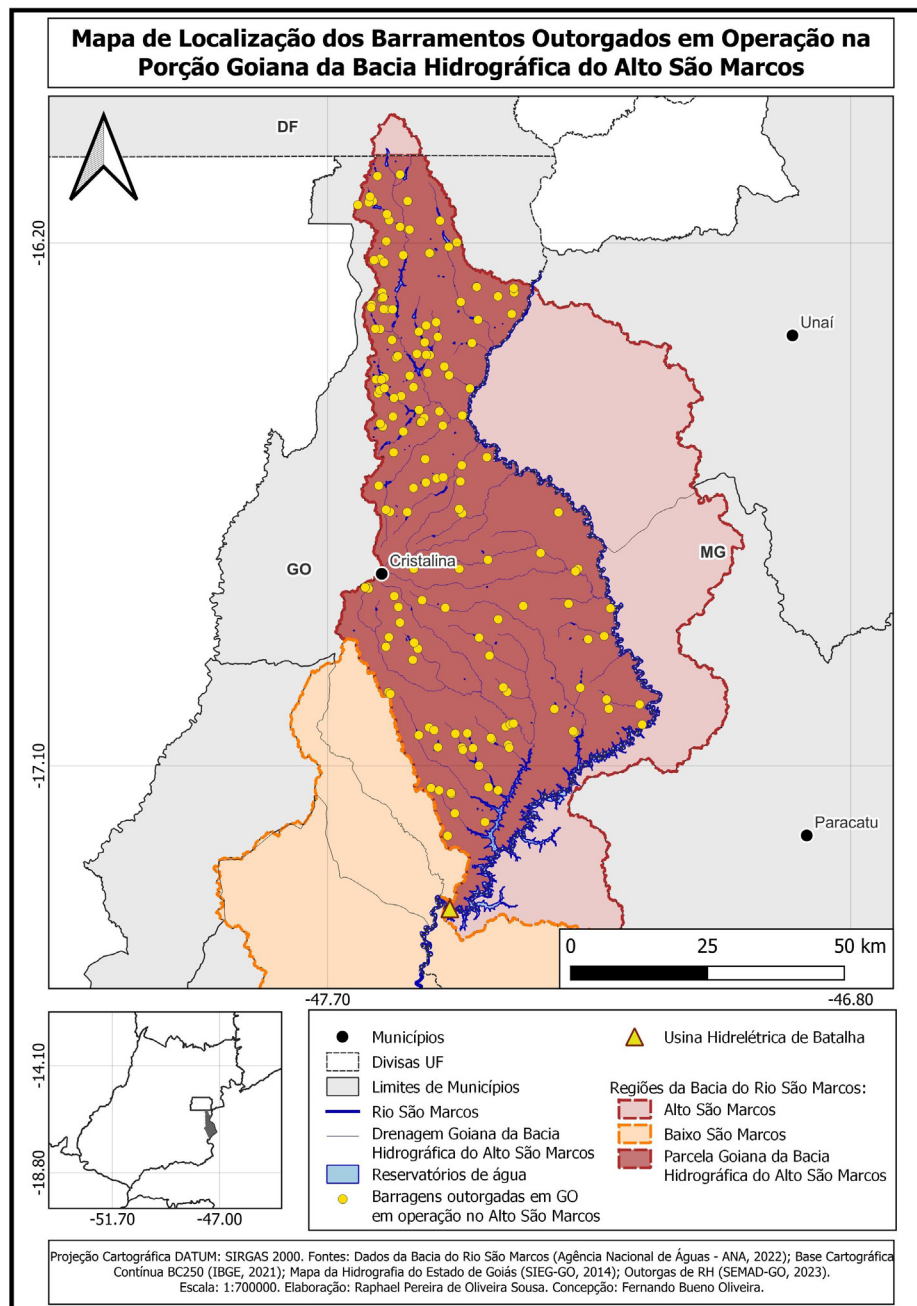 Mapa de Localização dos Barramentos Outorgados em Operação na
Porção Goiana da Bacia Hidrográfica do Alto São Marcos
DF
-16.20
Unaí
Cristalina
GO
MG
-17.10
Paracatu
0 25 50 km
-47.70 -46.80
-14.10
-18.80
-51.70 -47.00
Municípios
Divisas UF
Limites de Municípios
Rio São Marcos
Drenagem Goiana da Bacia
Hidrográfica do Alto São Marcos
Reservatórios de água
Barragens outorgadas em GO
em operação no Alto São Marcos
Usina Hidrelétrica de Batalha
Regiões da Bacia do Rio São Marcos:
Alto São Marcos
Baixo São Marcos
Parcela Goiana da Bacia
Hidrográfica do Alto São Marcos
Projeção Cartográfica DATUM: SIRGAS 2000. Fontes: Dados da Bacia do Rio São Marcos (Agência Nacional de Águas - ANA, 2022); Base Cartográfica
Contínua BC250 (IBGE, 2021); Mapa da Hidrografia do Estado de Goiás (SIEG-GO, 2014); Outorgas de RH (SEMAD-GO, 2023).
Escala: 1:700000. Elaboração: Raphael Pereira de Oliveira Sousa. Concepção: Fernando Bueno Oliveira.